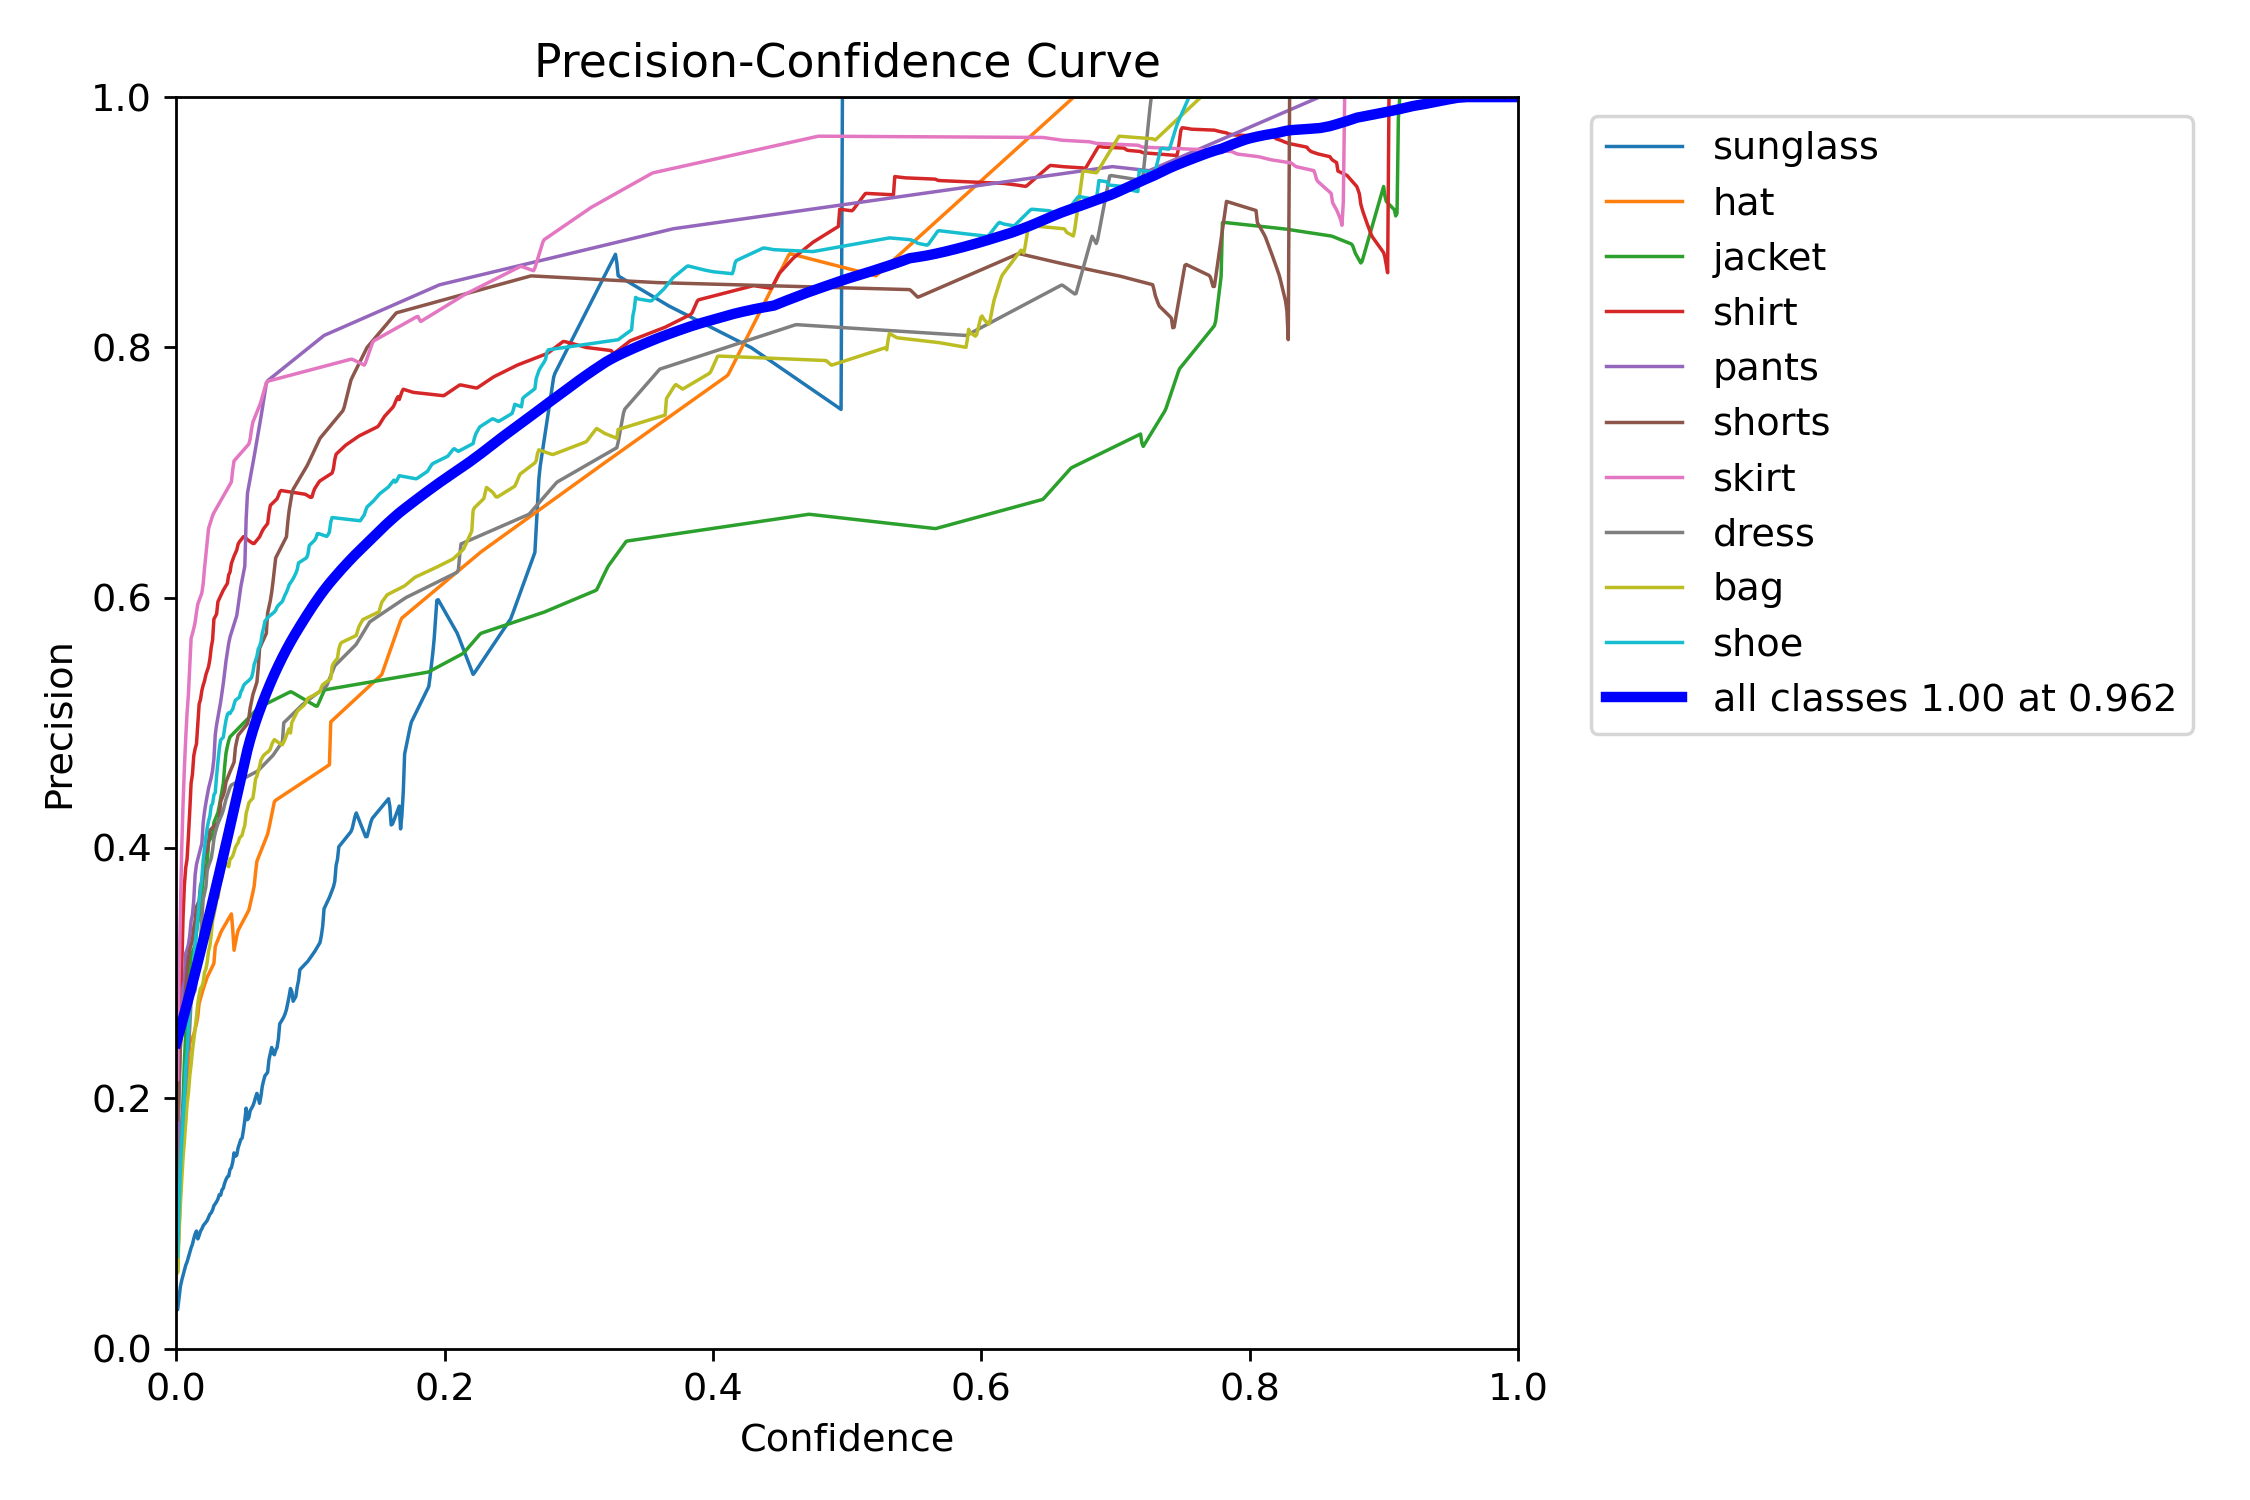 Precision-Confidence Curve
1.0
0.8
0.6
0.4
0.2
0.0
Precision
0.0 0.2 0.4 0.6 0.8 1.0
Confidence
sunglass
hat
jacket
shirt
pants
shorts
skirt
dress
bag
shoe
all classes 1.00 at 0.962